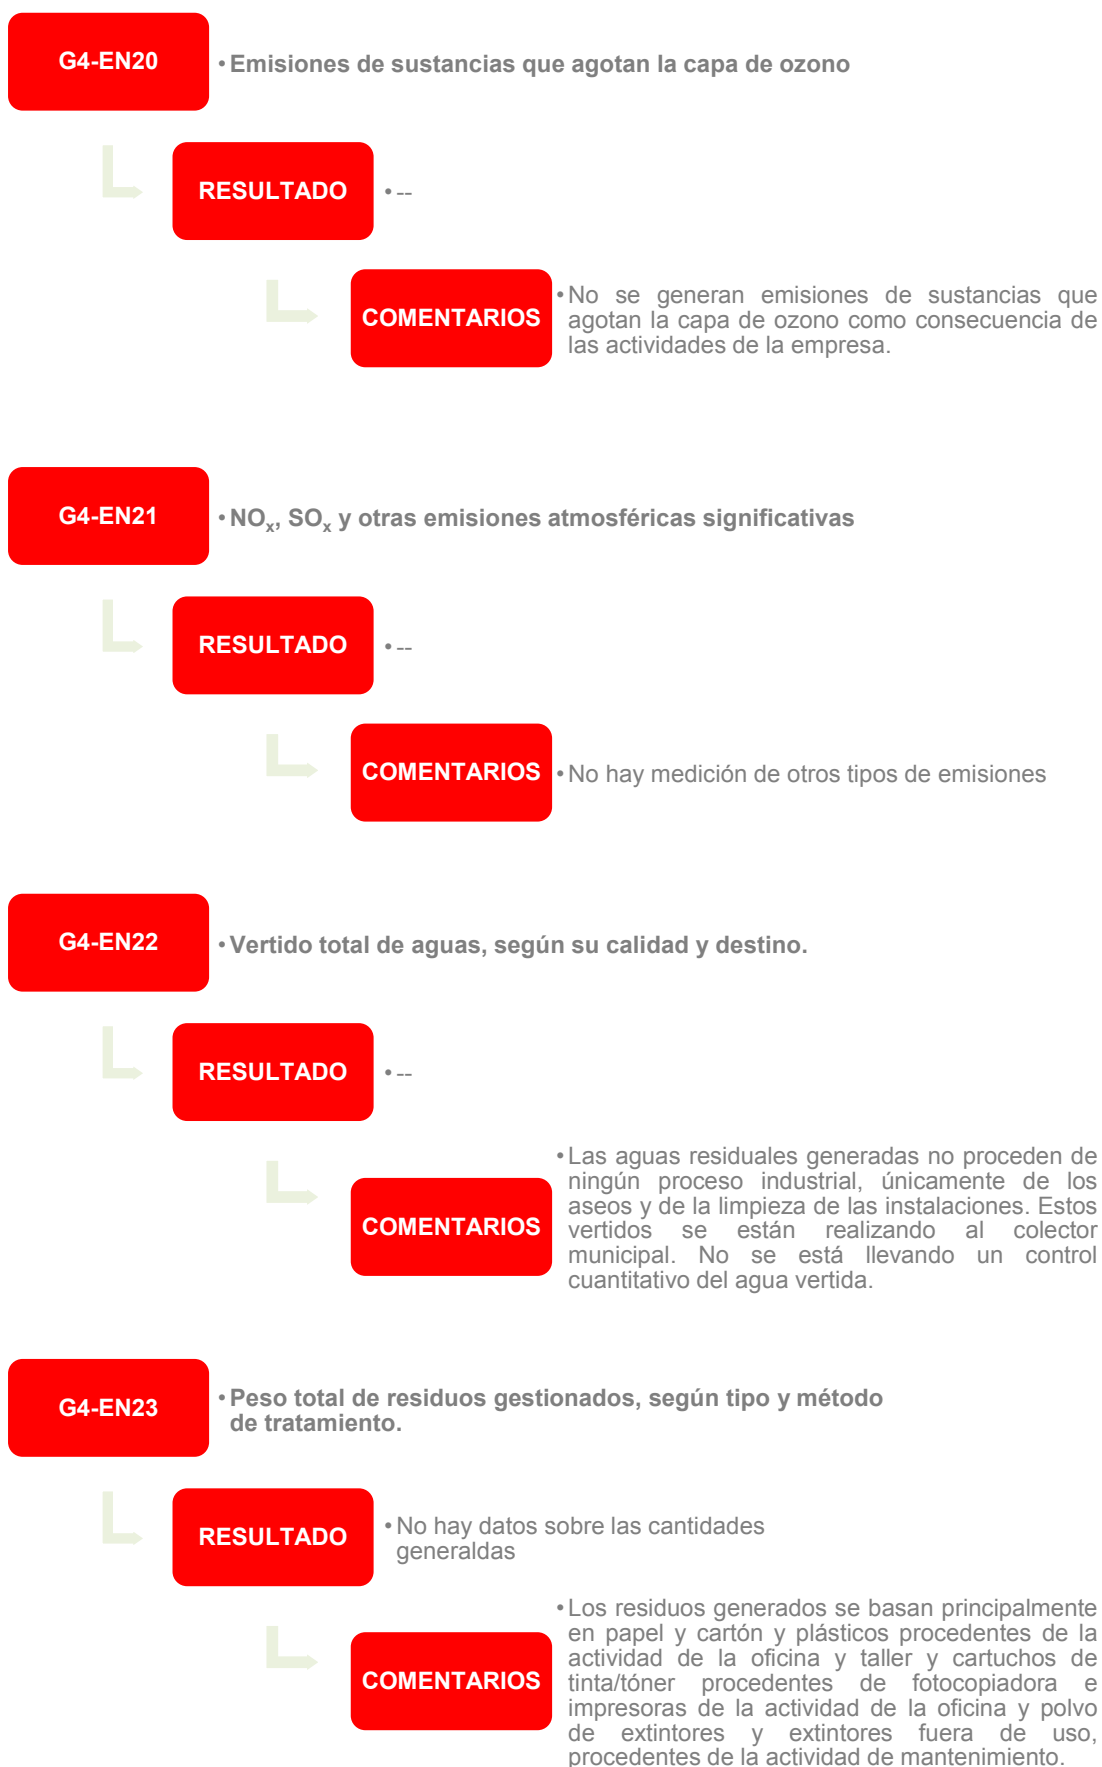 G4-EN20
• Emisiones de sustancias que agotan la capa de ozono
RESULTADO
• --
COMENTARIOS
• No se generan emisiones de sustancias que
agotan la capa de ozono como consecuencia de
las actividades de la empresa.
G4-EN21
• NOx, SOx y otras emisiones atmosféricas significativas
RESULTADO
• --
COMENTARIOS
• No hay medición de otros tipos de emisiones
G4-EN22
• Vertido total de aguas, según su calidad y destino.
RESULTADO
• --
COMENTARIOS
• Las aguas residuales generadas no proceden de
ningún proceso industrial, únicamente de los
aseos y de la limpieza de las instalaciones. Estos
vertidos se están realizando al colector
municipal. No se está llevando un control
cuantitativo del agua vertida.
G4-EN23
• Peso total de residuos gestionados, según tipo y método
de tratamiento.
RESULTADO
• No hay datos sobre las cantidades
generaldas
COMENTARIOS
• Los residuos generados se basan principalmente
en papel y cartón y plásticos procedentes de la
actividad de la oficina y taller y cartuchos de
tinta/tóner procedentes de fotocopiadora e
impresoras de la actividad de la oficina y polvo
de extintores y extintores fuera de uso,
procedentes de la actividad de mantenimiento.